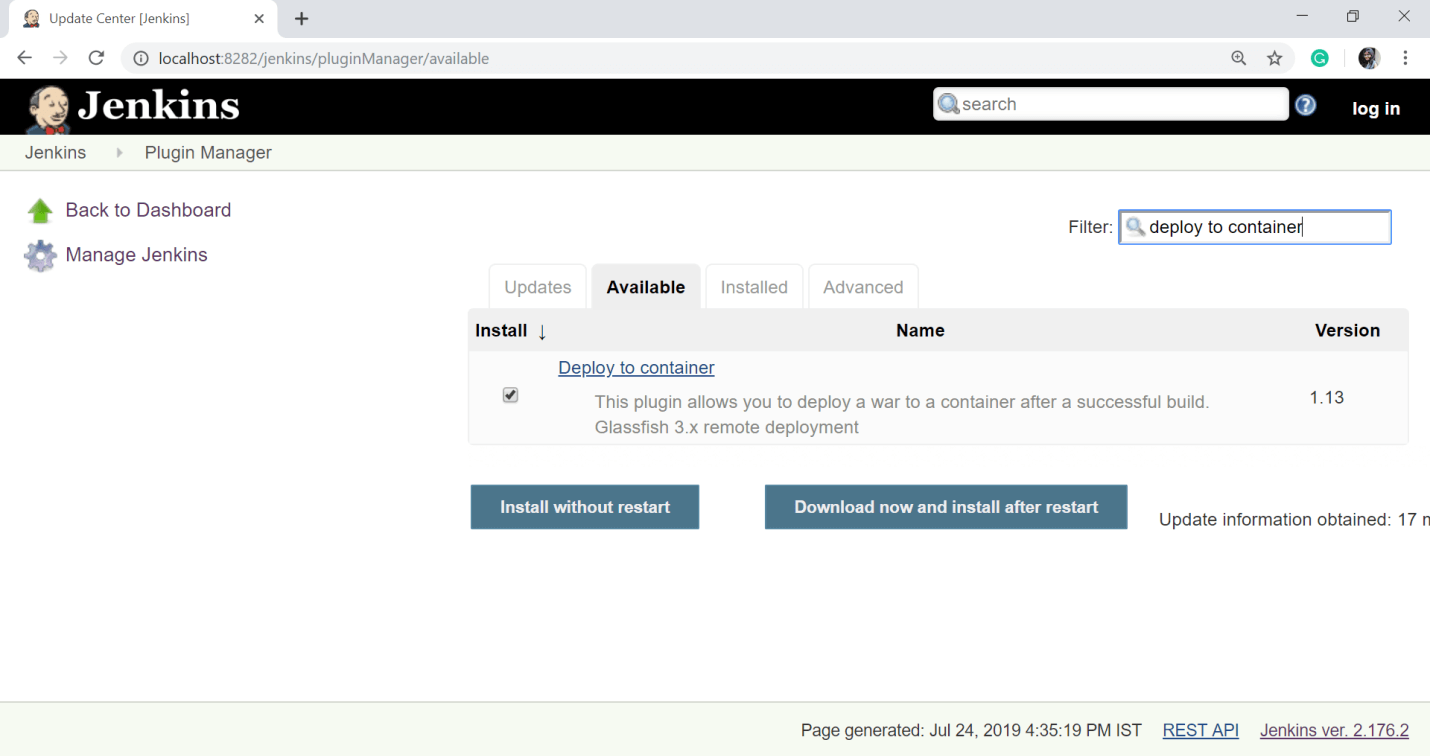 Update Center [Jenkins]
localhost:8282/jenkins/pluginManager/available
Jenkins
search
log in
Jenkins
Plugin Manager
Back to Dashboard
Manage Jenkins
Filter: deploy to container
Updates Available Installed Advanced
Install ↓ Name Version
Deploy to container
This plugin allows you to deploy a war to a container after a successful build.
Glassfish 3.x remote deployment
1.13
Install without restart
Download now and install after restart
Update information obtained: 17
Page generated: Jul 24, 2019 4:35:19 PM IST REST API Jenkins ver. 2.176.2